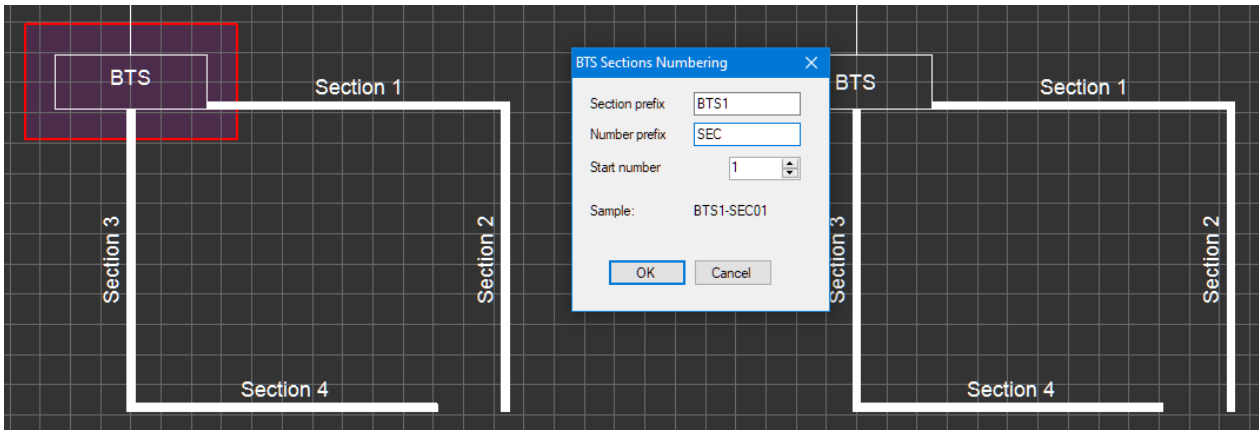 BTS
Section 1
Section 3
Section 2
Section 4
BTS Sections Numbering
Section prefix BTS1
Number prefix SEC
Start number 1
Sample: BTS1-SEC01
OK Cancel
BTS
Section 1
Section 3
Section 2
Section 4